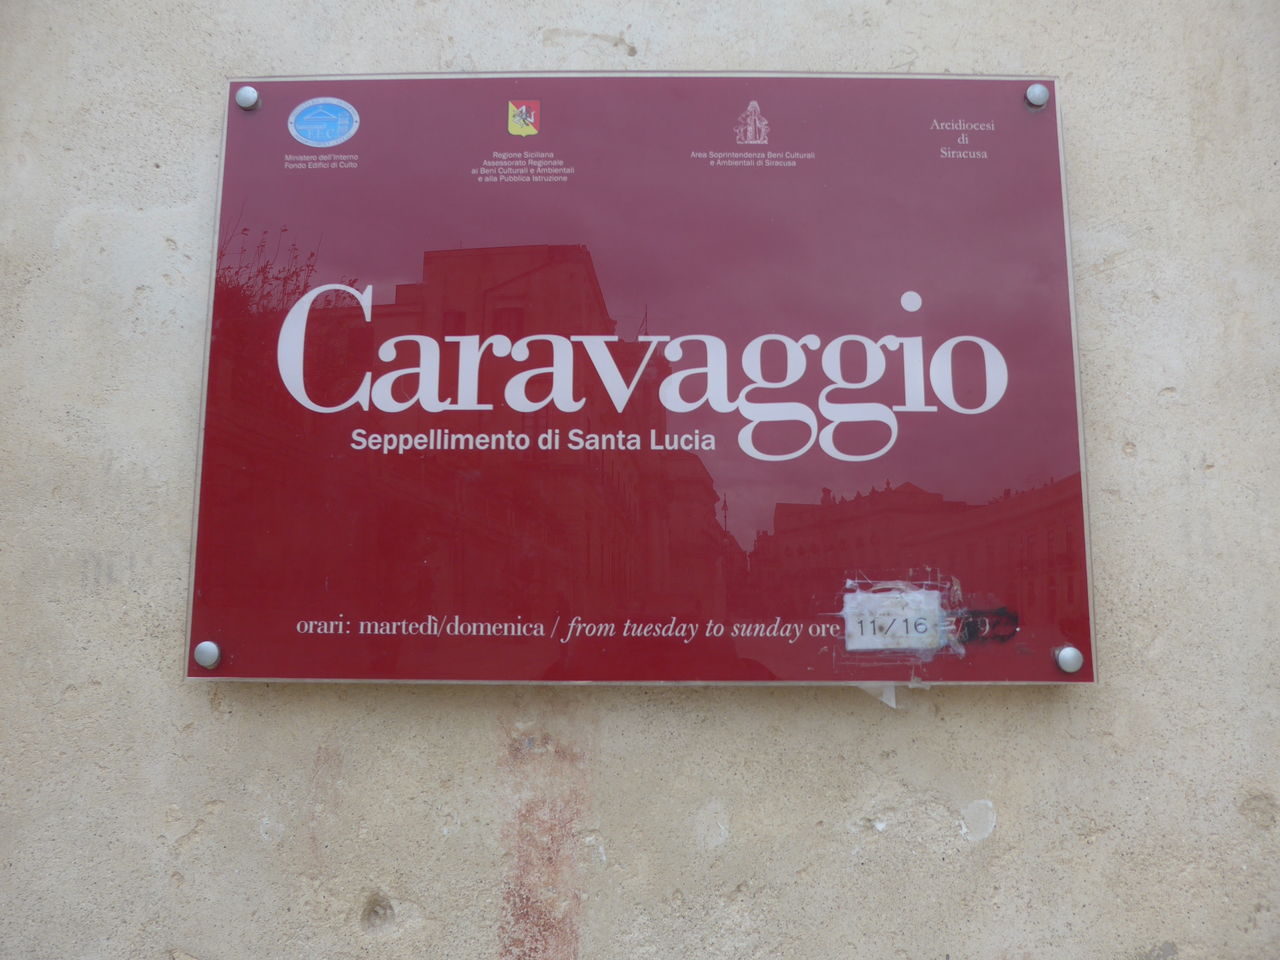 F.E.C.
Ministero dell'Interno
Fondo Edifici di Culto
Regione Siciliana
Assessorato Regionale
ai Beni Culturali e Ambientali
e alla Pubblica Istruzione
Area Soprintendenza Beni Culturali
e Ambientali di Siracusa
Arcidiocesi
di
Siracusa
Caravaggio
Seppellimento di Santa Lucia
orari: martedì/domenica / from tuesday to sunday ore 11/16